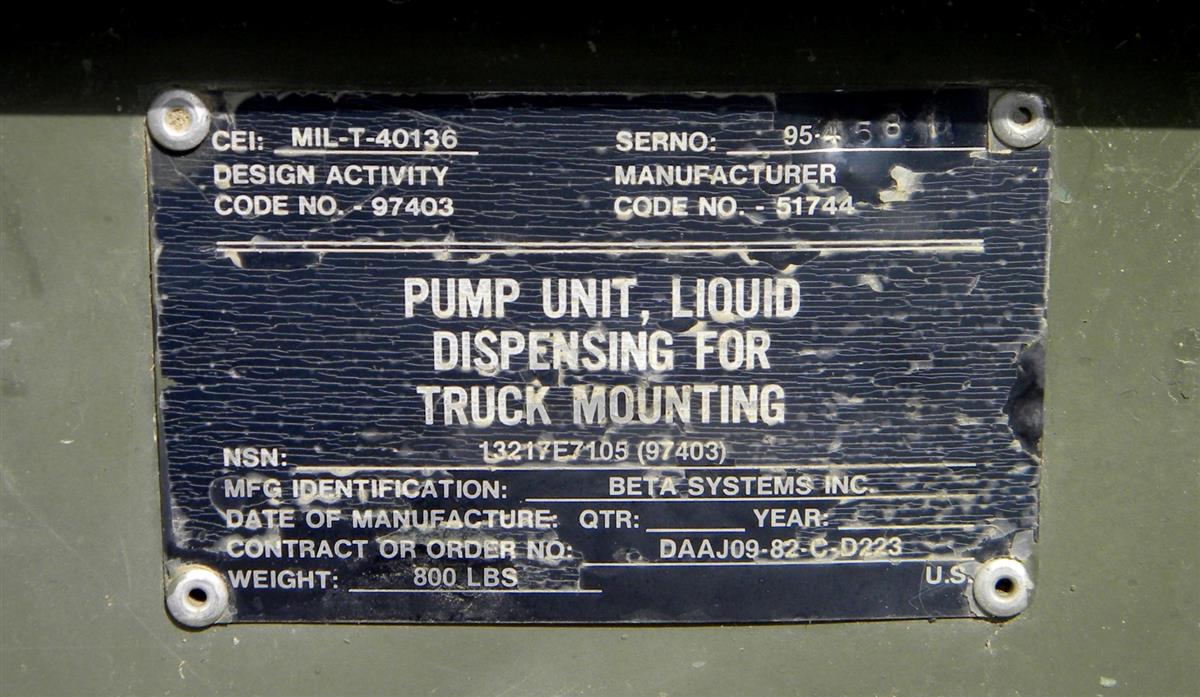 CEI: MIL-T-40136 SERNO: 95-4581
DESIGN ACTIVITY MANUFACTURER
CODE NO. - 97403 CODE NO. - 51744
PUMP UNIT, LIQUID
DISPENSING FOR
TRUCK MOUNTING
NSN: 13217E7105 (97403)
MFG IDENTIFICATION: BETA SYSTEMS INC.
DATE OF MANUFACTURE: QTR: YEAR:
CONTRACT OR ORDER NO: DAAJ09-82-C-D223
WEIGHT: 800 LBS U.S.